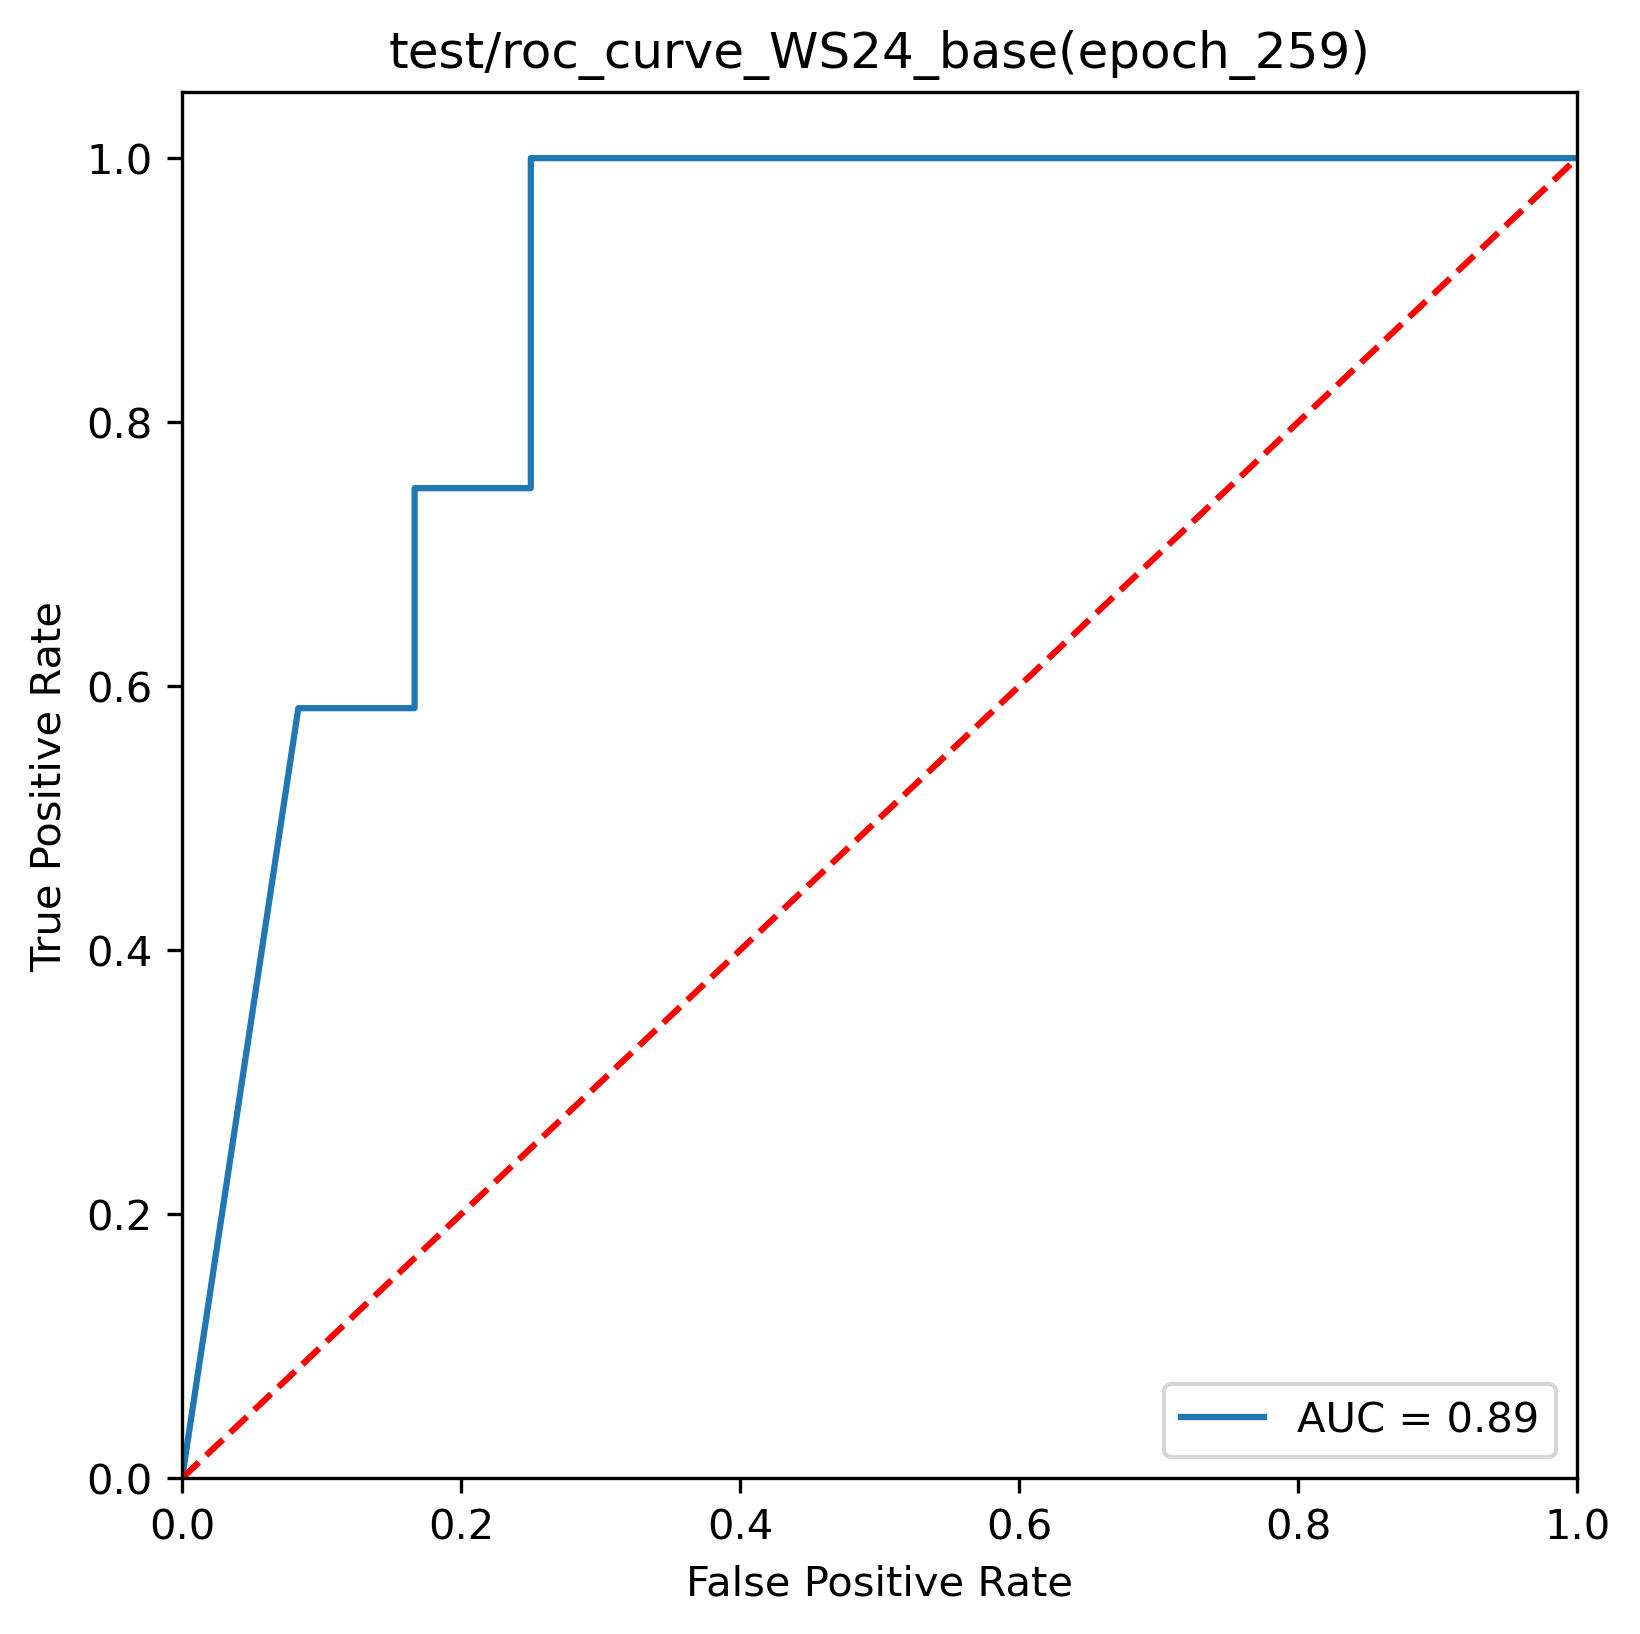 test/roc_curve_WS24_base(epoch_259)
1.0
0.8
0.6
0.4
0.2
0.0
True Positive Rate
AUC = 0.89
0.0 0.2 0.4 0.6 0.8 1.0
False Positive Rate